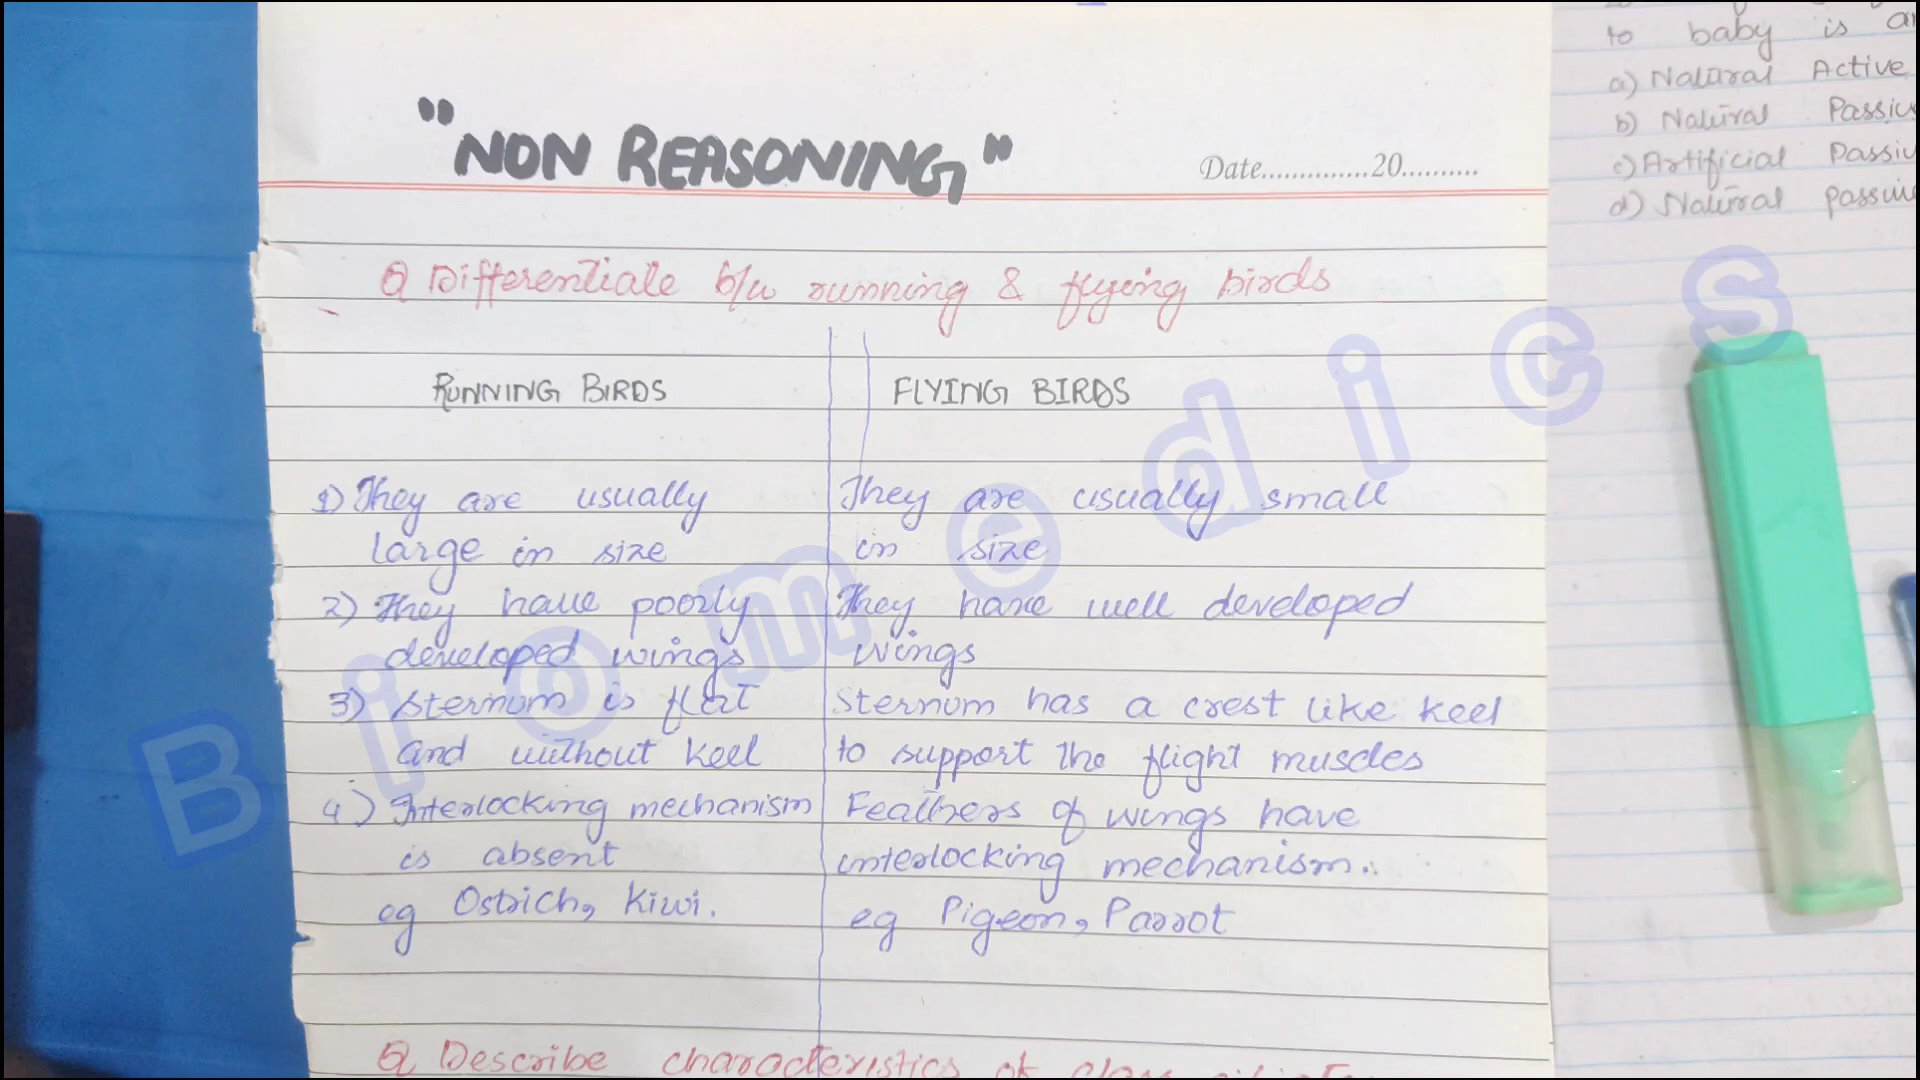 "NON REASONING"
Date..............20..........
Q Differentiate b/w running & flying birds
RUNNING BIRDS
FLYING BIRDS
1) They are usually
large in size
2) They have poorly
developed wings
3) Sternum is flat
and without keel
4) Interlocking mechanism
is absent
eg Ostrich, Kiwi.
They are usually small
in size
They have well developed
wings
Sternum has a crest like keel
to support the flight muscles
Feathers of wings have
interlocking mechanism.
eg Pigeon, Parrot
Q Describe characteristics of class
to baby is
a) Natural Active
b) Natural
c) Artificial
d) Natural
Biomedics